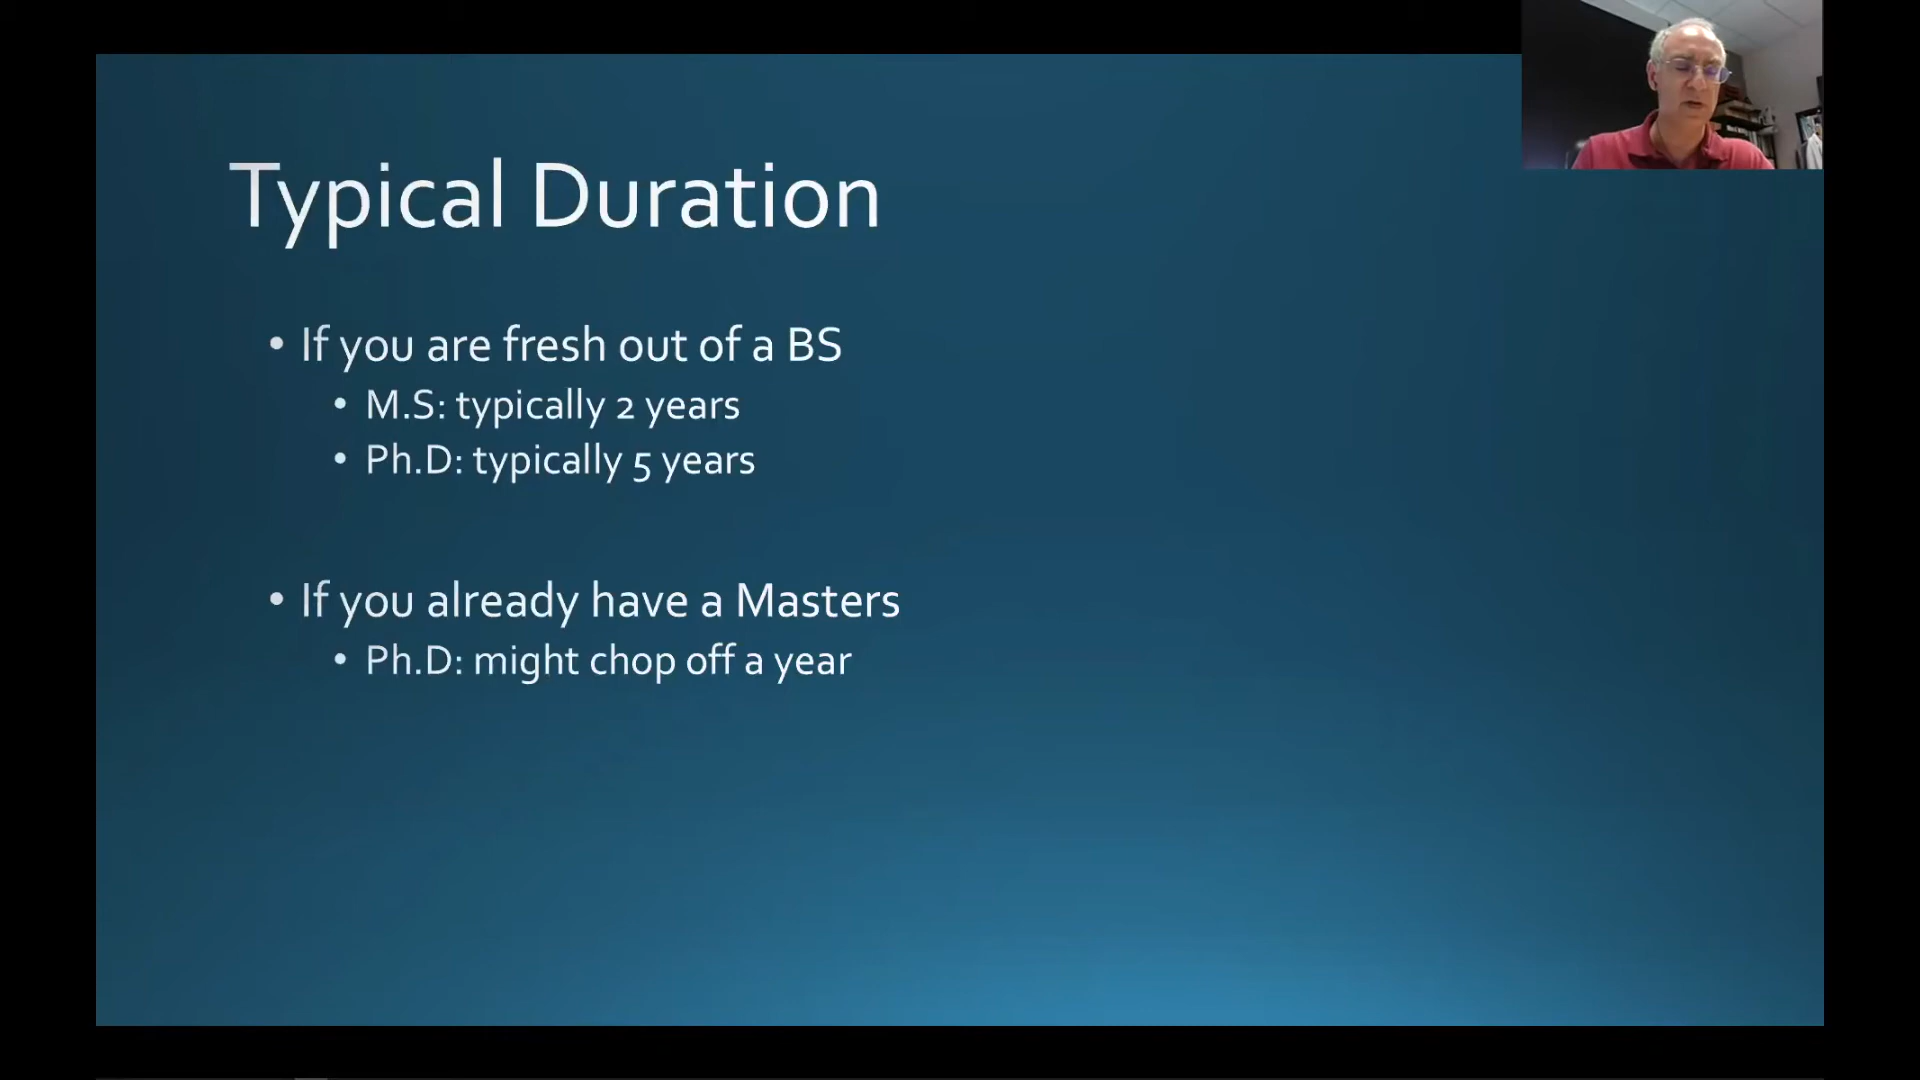 Typical Duration
• If you are fresh out of a BS
• M.S: typically 2 years
• Ph.D: typically 5 years
• If you already have a Masters
• Ph.D: might chop off a year